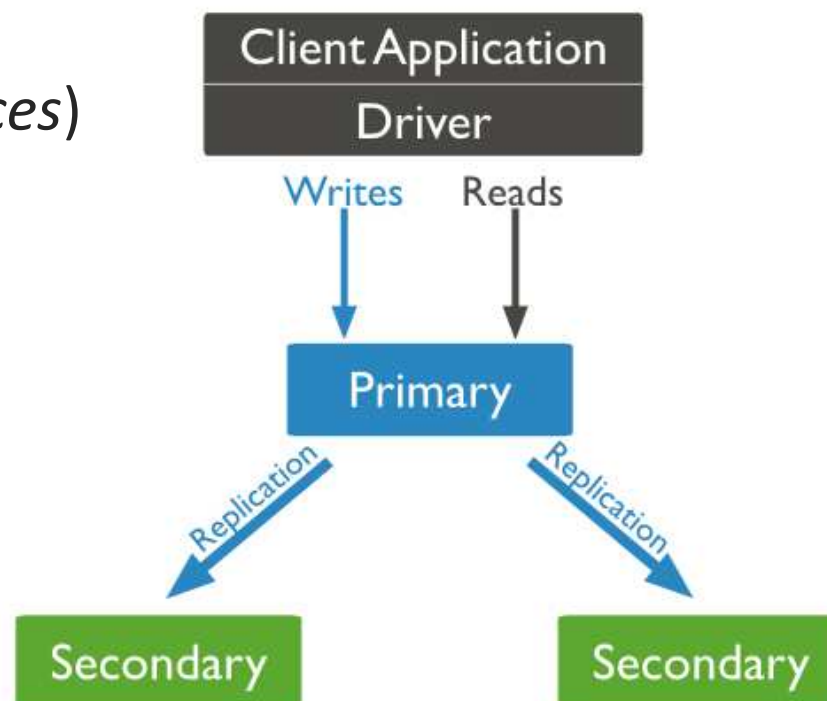 Client Application
ces)
Driver
Writes Reads
Primary
Replication Replication
Secondary Secondary